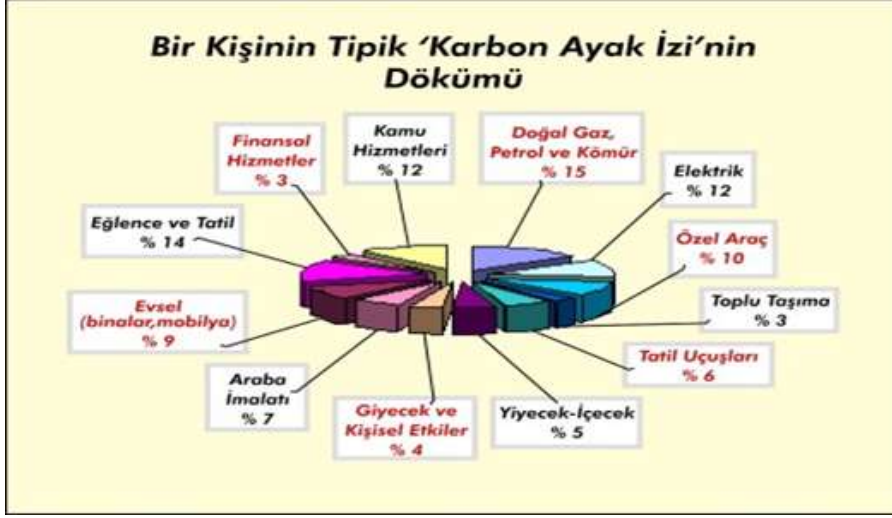 Bir Kişinin Tipik ‘Karbon Ayak İzi’nin
Dökümü
Finansal
Hizmetler
% 3
Kamu
Hizmetleri
% 12
Doğal Gaz,
Petrol ve Kömür
% 15
Elektrik
% 12
Özel Araç
% 10
Toplu Taşıma
% 3
Tatil Uçuşları
% 6
Yiyecek-İçecek
% 5
Giyecek ve
Kişisel Etkiler
% 4
Araba
İmalatı
% 7
Evsel
(binalar,mobilya)
% 9
Eğlence ve Tatil
% 14